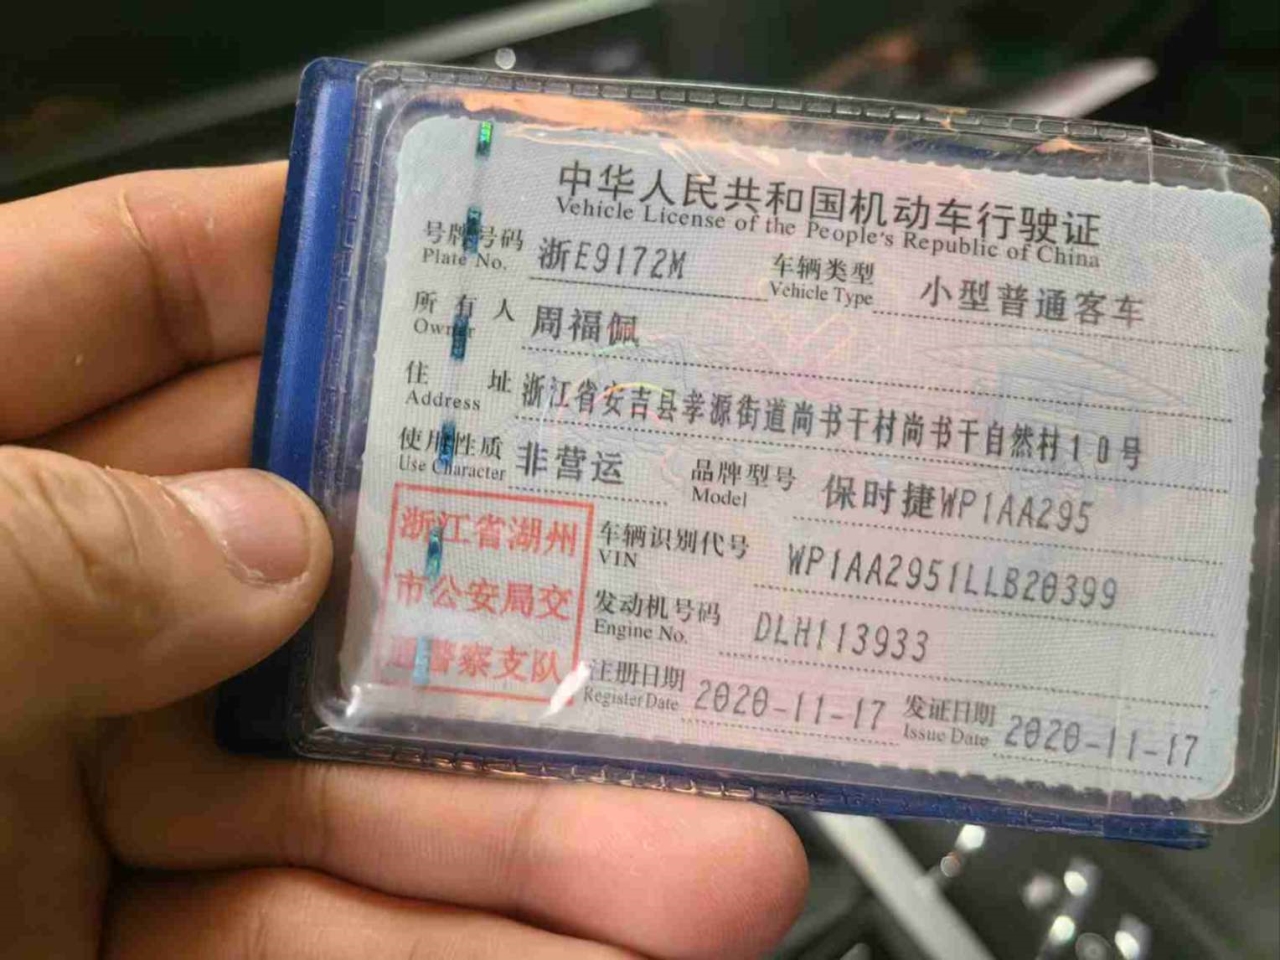 中华人民共和国机动车行驶证
Vehicle License of the People's Republic of China
号牌号码 浙E9172M 车辆类型 小型普通客车
Plate No. Vehicle Type
所有人 周福佩
Owner
住址 浙江省安吉县孝源街道尚书干村尚书干自然村10号
Address
使用性质 非营运 品牌型号 保时捷WP1AA295
Use Character Model
浙江省湖州
市公安局交
通警察支队
车辆识别代号 WP1AA2951LLB20399
VIN
发动机号码 DLH113933
Engine No.
注册日期 2020-11-17 发证日期 2020-11-17
Register Date Issue Date